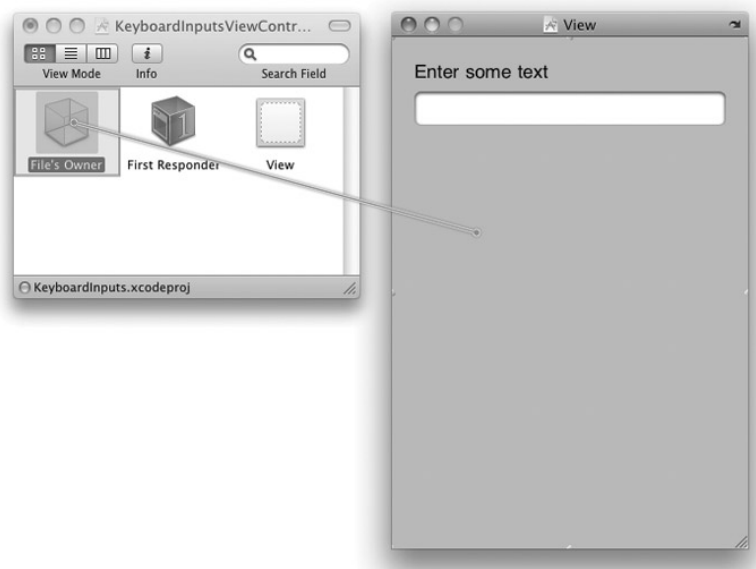 KeyboardInputsViewContr...
View Mode
Info
Search Field
File's Owner
First Responder
View
KeyboardInputs.xcodeproj
View
Enter some text